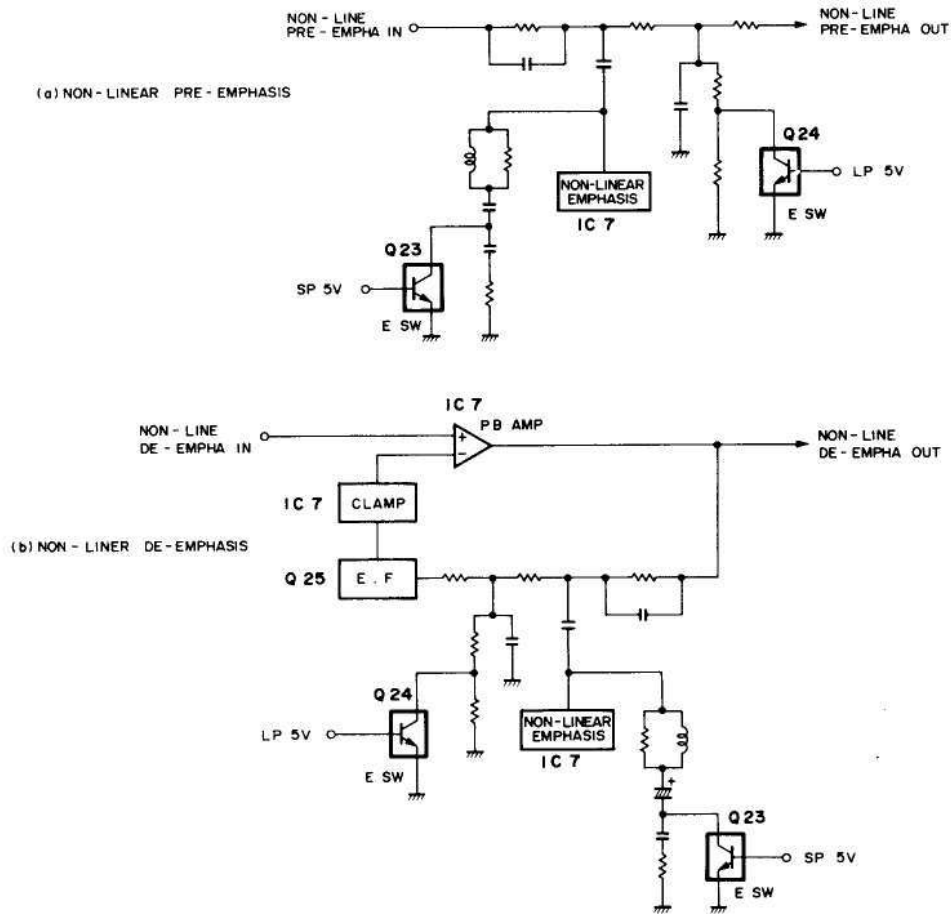 NON-LINE
PRE-EMPHA IN
NON-LINE
PRE-EMPHA OUT
(a) NON-LINEAR PRE-EMPHASIS
Q24
LP 5V
E SW
NON-LINEAR
EMPHASIS
IC 7
Q23
SP 5V
E SW
IC 7
PB AMP
NON-LINE
DE-EMPHA IN
+
-
NON-LINE
DE-EMPHA OUT
IC 7
CLAMP
(b) NON-LINER DE-EMPHASIS
Q25
E.F
Q24
LP 5V
E SW
NON-LINEAR
EMPHASIS
IC 7
+
Q23
SP 5V
E SW